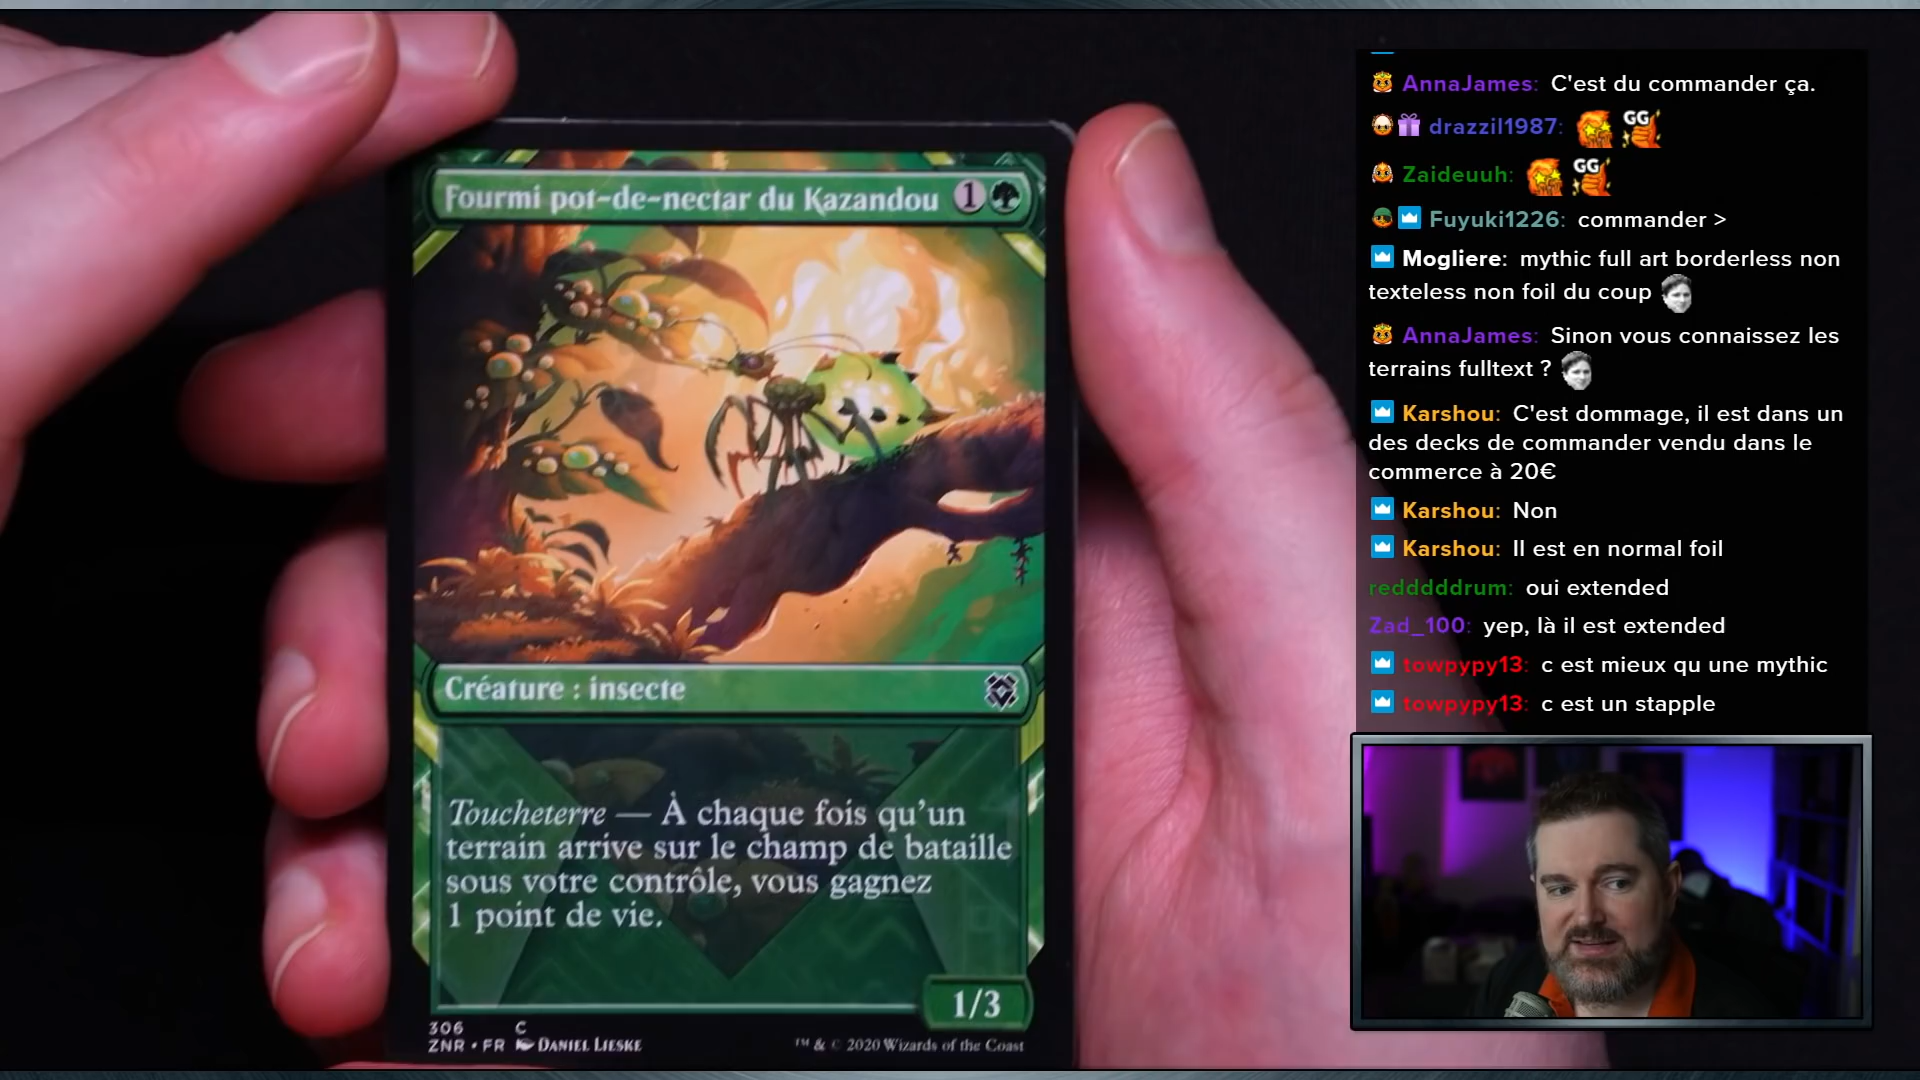 Fourmi pot-de-nectar du Kazandou 1
Créature : insecte
Toucheterre — À chaque fois qu'un
terrain arrive sur le champ de bataille
sous votre contrôle, vous gagnez
1 point de vie.
1/3
306 C
ZNR • FR DANIEL LIESKE
™ & © 2020 Wizards of the Coast
AnnaJames: C'est du commander ça.
drazzil1987: GG
Zaideuuh: GG
Fuyuki1226: commander >
Mogliere: mythic full art borderless non
texteless non foil du coup
AnnaJames: Sinon vous connaissez les
terrains fulltext ?
Karshou: C'est dommage, il est dans un
des decks de commander vendu dans le
commerce à 20€
Karshou: Non
Karshou: Il est en normal foil
redddddrum: oui extended
Zad_100: yep, là il est extended
towpypy13: c est mieux qu une mythic
towpypy13: c est un stapple